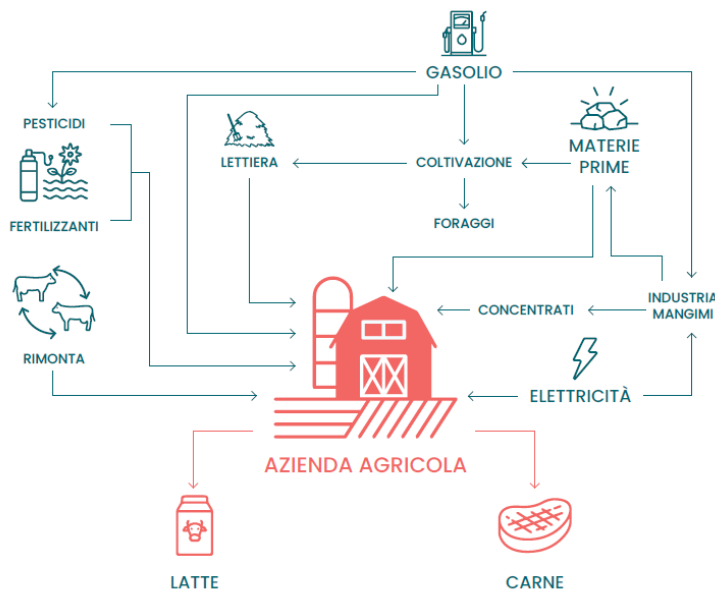 GASOLIO
PESTICIDI
LETTIERA
COLTIVAZIONE
MATERIE
PRIME
FERTILIZZANTI
FORAGGI
CONCENTRATI
INDUSTRIA
MANGIMI
RIMONTA
ELETTRICITÀ
AZIENDA AGRICOLA
LATTE
CARNE